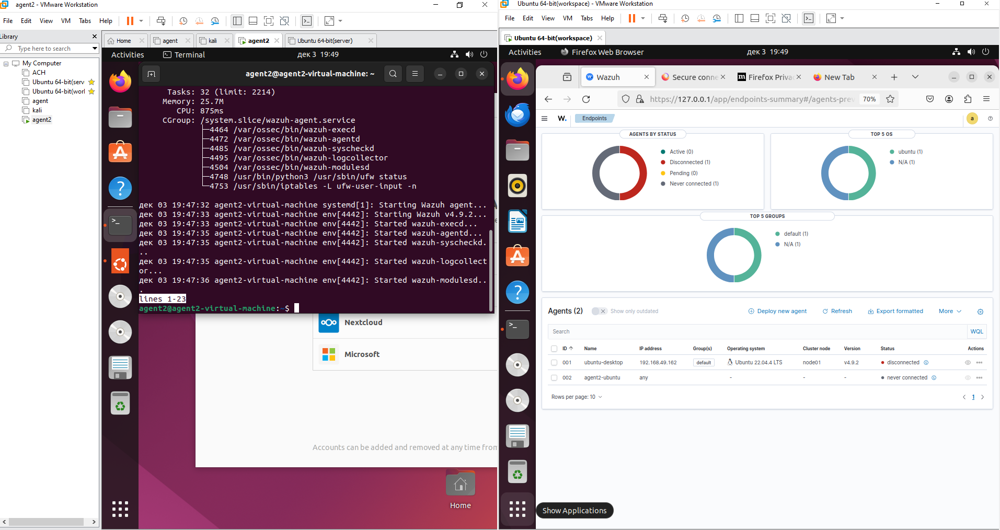 agent2 - VMware Workstation
File Edit View VM Tabs Help
Library
Type here to search
My Computer
ACH
Ubuntu 64-bit(serv
Ubuntu 64-bit(worl
agent
kali
agent2
Home
agent
kali
agent2
Ubuntu 64-bit(server)
Activities
Terminal
дек 3 19:49
agent2@agent2-virtual-machine: ~
Tasks: 32 (limit: 2214)
Memory: 25.7M
CPU: 875ms
CGroup: /system.slice/wazuh-agent.service
├─4464 /var/ossec/bin/wazuh-execd
├─4472 /var/ossec/bin/wazuh-agentd
├─4485 /var/ossec/bin/wazuh-syscheckd
├─4495 /var/ossec/bin/wazuh-logcollector
├─4504 /var/ossec/bin/wazuh-modulesd
├─4748 /usr/bin/python3 /usr/sbin/ufw status
└─4753 /usr/sbin/iptables -L ufw-user-input -n
дек 03 19:47:32 agent2-virtual-machine systemd[1]: Starting Wazuh agent...
дек 03 19:47:33 agent2-virtual-machine env[4442]: Starting Wazuh v4.9.2...
дек 03 19:47:33 agent2-virtual-machine env[4442]: Started wazuh-execd...
дек 03 19:47:35 agent2-virtual-machine env[4442]: Started wazuh-agentd...
дек 03 19:47:35 agent2-virtual-machine env[4442]: Started wazuh-syscheckd.
..
дек 03 19:47:35 agent2-virtual-machine env[4442]: Started wazuh-logcollect
or...
дек 03 19:47:36 agent2-virtual-machine env[4442]: Started wazuh-modulesd..
.
lines 1-23
agent2@agent2-virtual-machine:~$
Nextcloud
Microsoft
Accounts can be added and removed at any time from
Home
Ubuntu 64-bit(workspace) - VMware Workstation
File Edit View VM Tabs Help
Ubuntu 64-bit(workspace)
Activities
Firefox Web Browser
дек 3 19:49
Wazuh
Secure conne
Firefox Priva
New Tab
https://127.0.0.1/app/endpoints-summary#/agents-prev
70%
W.
Endpoints
a
AGENTS BY STATUS
Active (0)
Disconnected (1)
Pending (0)
Never connected (1)
TOP 5 OS
ubuntu (1)
N/A (1)
TOP 5 GROUPS
default (1)
N/A (1)
Agents (2)
Show only outdated
Deploy new agent
Refresh
Export formatted
More
Search
WQL
ID Name IP address Group(s) Operating system Cluster node Version Status Actions
001 ubuntu-desktop 192.168.49.162 default Ubuntu 22.04.4 LTS node01 v4.9.2 disconnected
002 agent2-ubuntu any - - - never connected
Rows per page: 10
1
Show Applications